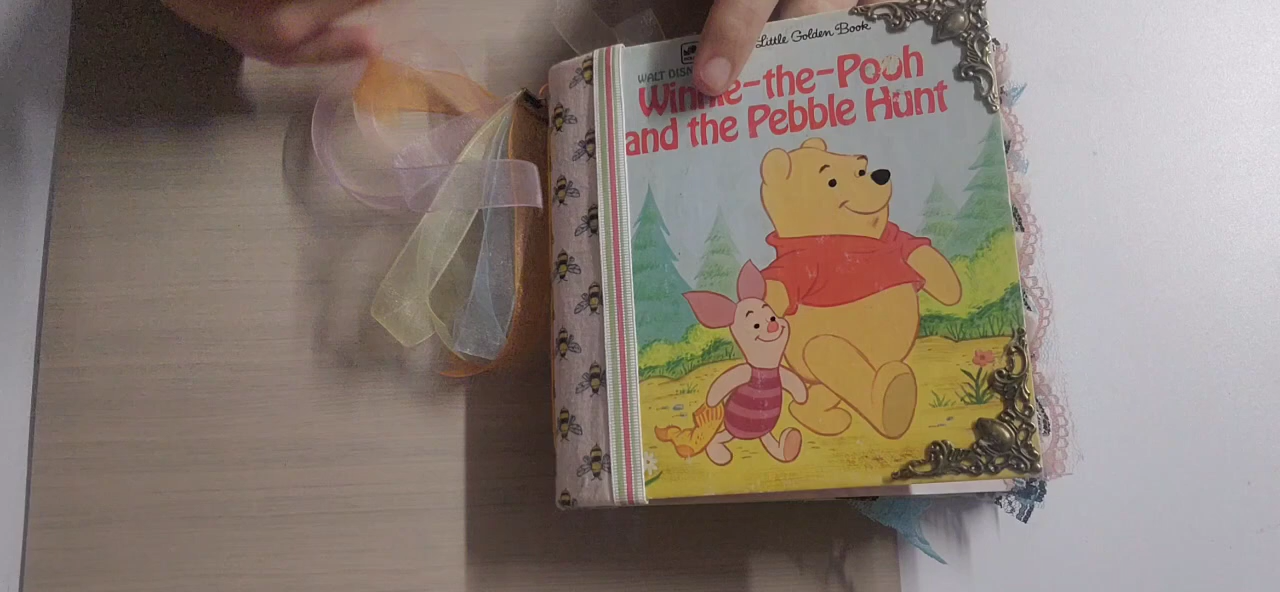 Little Golden Book
WALT DISN
Winnie-the-Pooh
and the Pebble Hunt